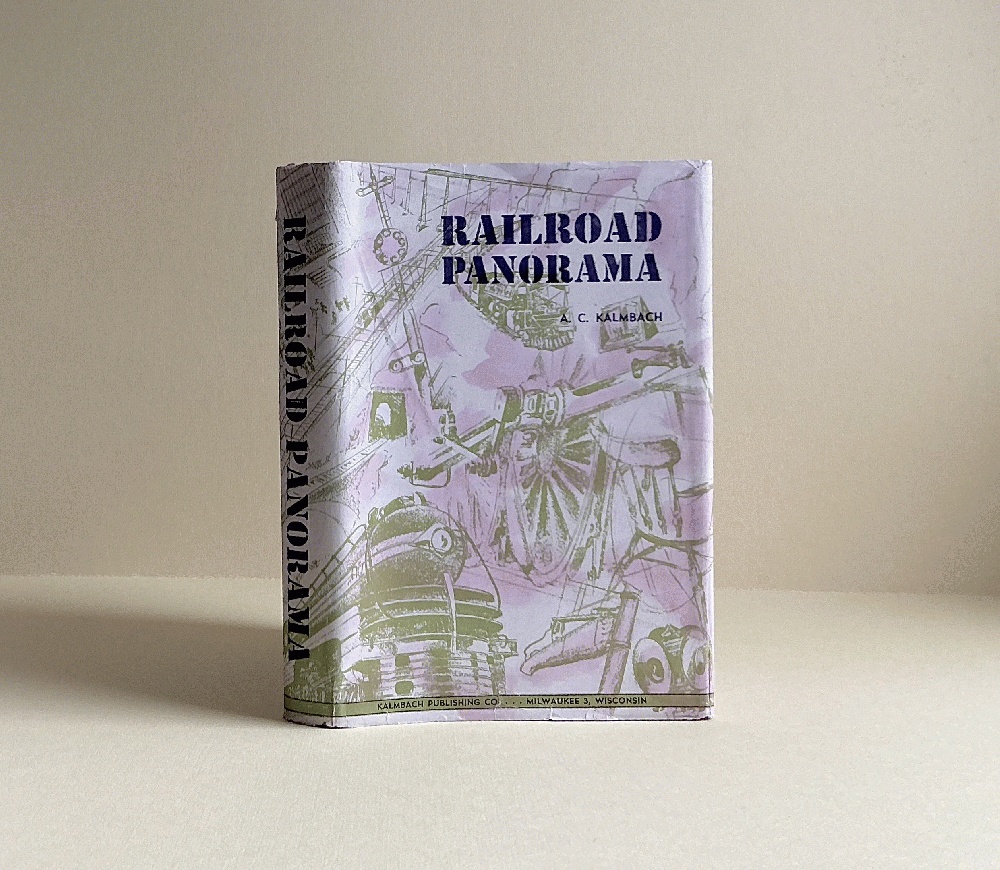 RAILROAD PANORAMA
RAILROAD
PANORAMA
A. C. KALMBACH
KALMBACH PUBLISHING CO. . . . MILWAUKEE 3, WISCONSIN